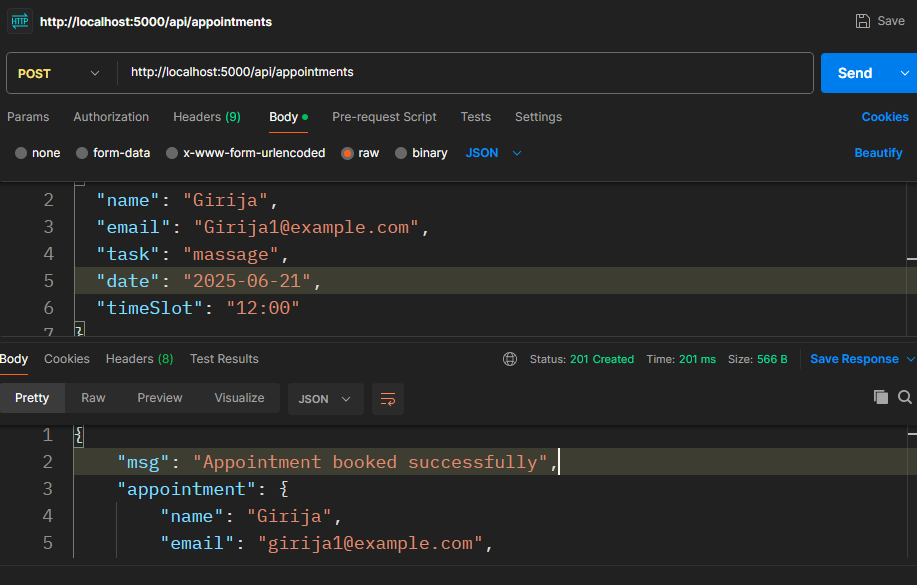 HTTP http://localhost:5000/api/appointments Save
POST http://localhost:5000/api/appointments Send
Params Authorization Headers (9) Body Pre-request Script Tests Settings Cookies
none form-data x-www-form-urlencoded raw binary JSON Beautify
2 "name": "Girija",
3 "email": "Girija1@example.com",
4 "task": "massage",
5 "date": "2025-06-21",
6 "timeSlot": "12:00"
7 }
Body Cookies Headers (8) Test Results Status: 201 Created Time: 201 ms Size: 566 B Save Response
Pretty Raw Preview Visualize JSON
1 {
2 "msg": "Appointment booked successfully",
3 "appointment": {
4 "name": "Girija",
5 "email": "girija1@example.com",